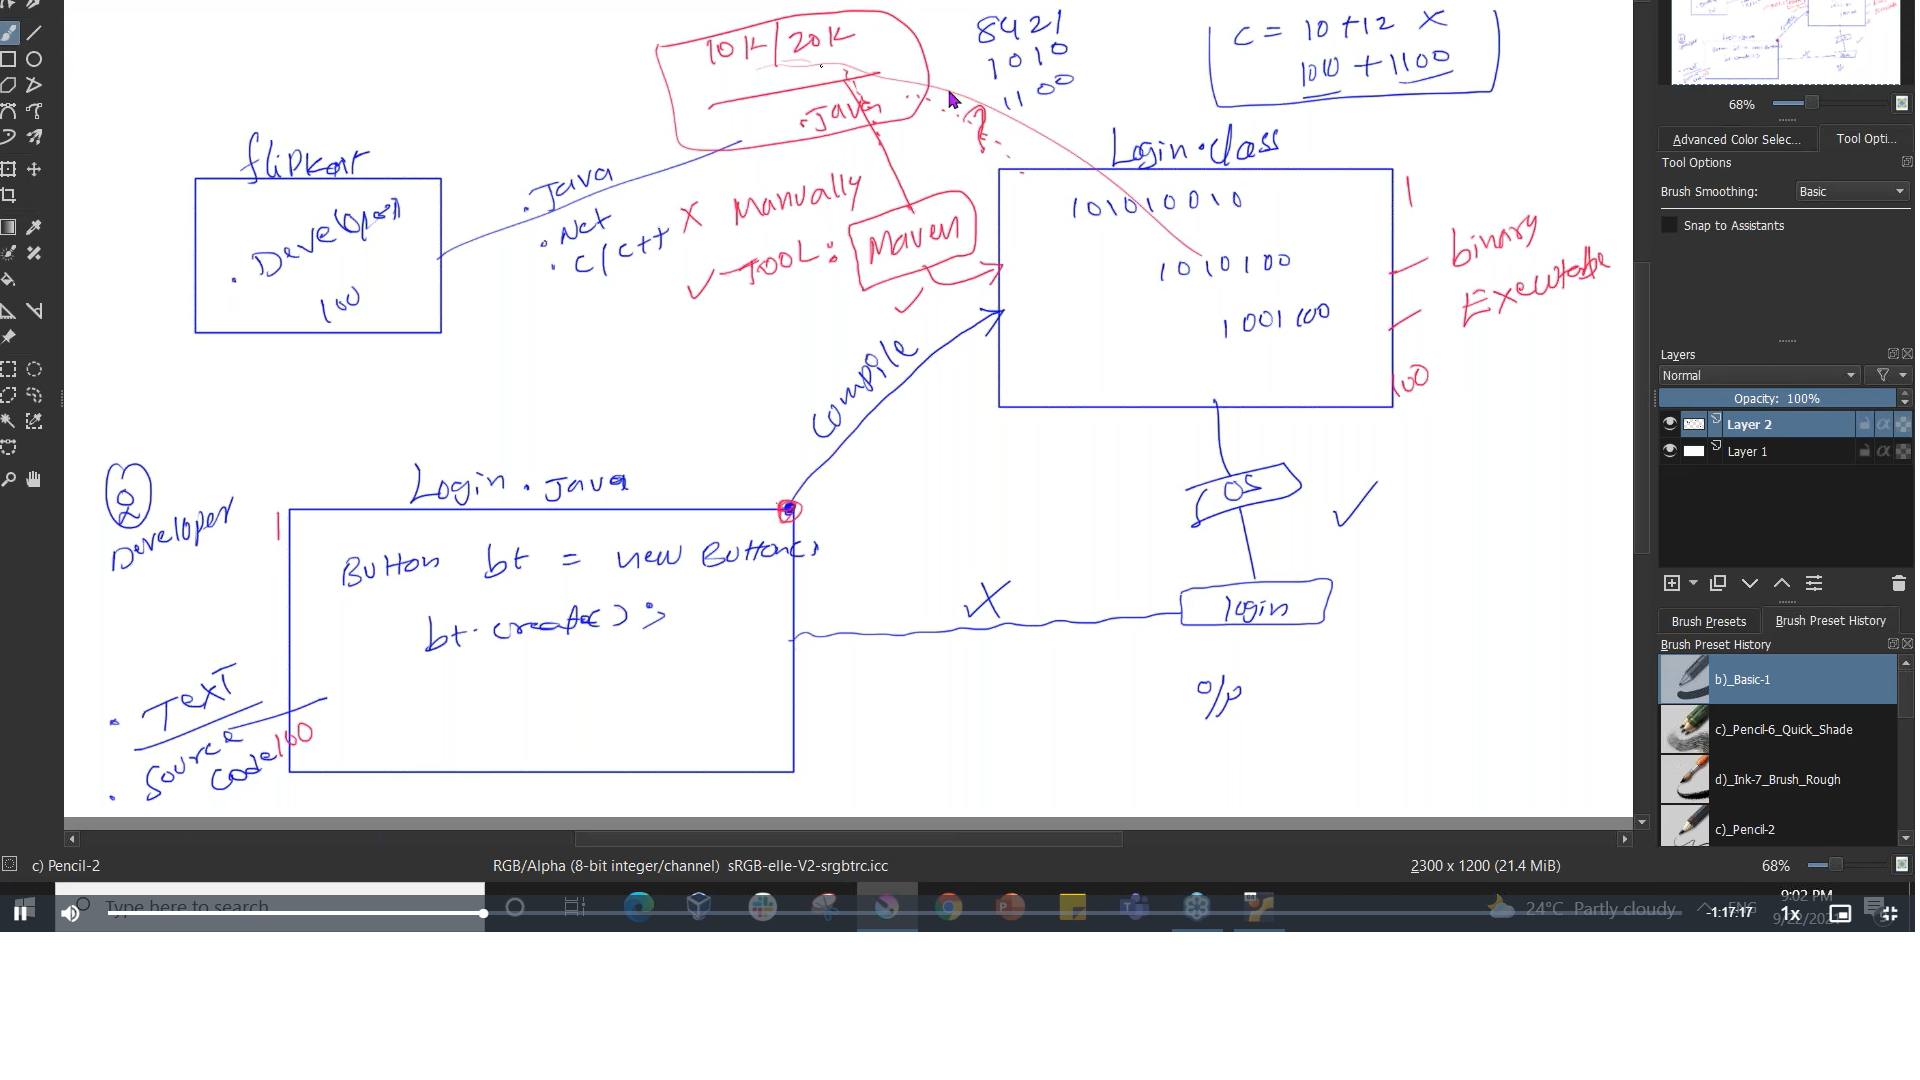 10K | 20K
.Java
8421
1010
1100
C = 10 + 12 X
1010 + 1100
flipkart
. Developer
100
. Java
. Net
. C/C++
X Manually
✓ TOOL : Maven
Login.class
101010010
1010100
1001100
1
100
binary
Executable
compile
OS
login
o/p
2
Developer
Login.java
1
Button bt = new Button();
bt.create();
. Text
. Source
code
100
68%
Advanced Color Selec...
Tool Opti...
Tool Options
Brush Smoothing:
Basic
Snap to Assistants
Layers
Normal
Opacity: 100%
Layer 2
Layer 1
Brush Presets
Brush Preset History
Brush Preset History
b)_Basic-1
c)_Pencil-6_Quick_Shade
d)_Ink-7_Brush_Rough
c)_Pencil-2
c) Pencil-2
RGB/Alpha (8-bit integer/channel) sRGB-elle-V2-srgbtrc.icc
2300 x 1200 (21.4 MiB)
68%
Type here to search
24°C Partly cloudy
ENG
9:02 PM
-1:17:17
1x